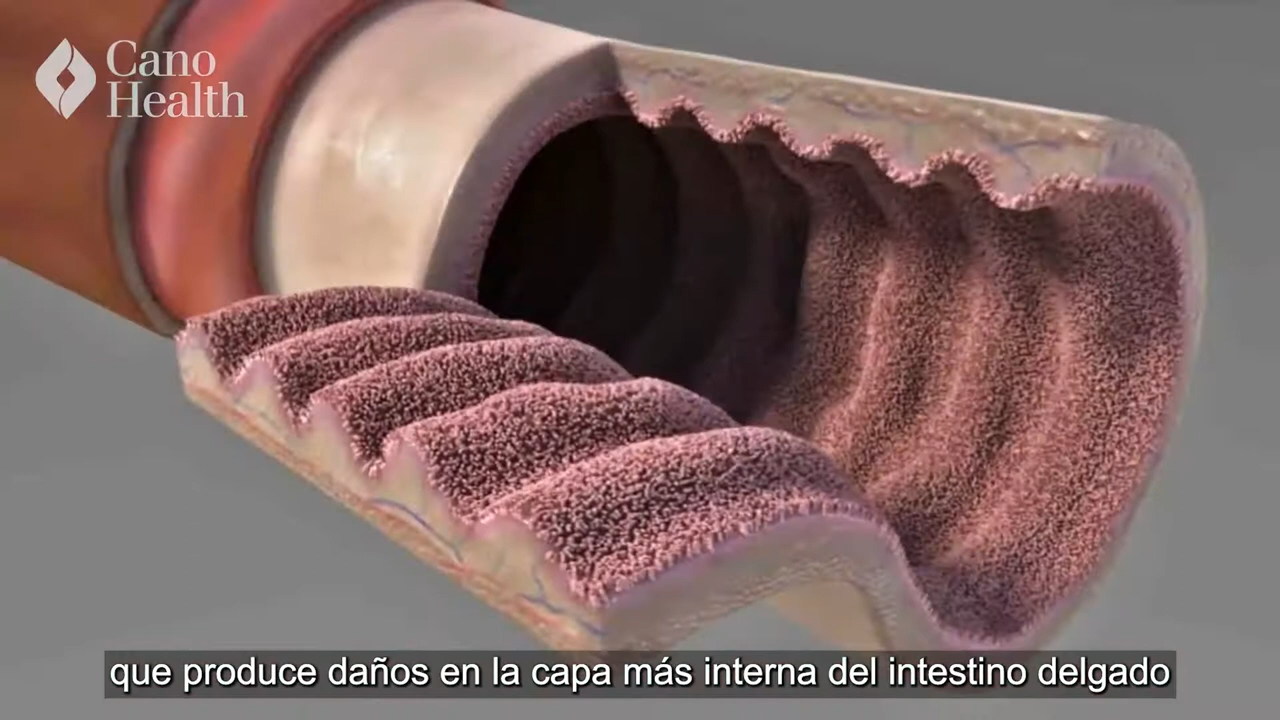 Cano
Health
que produce daños en la capa más interna del intestino delgado